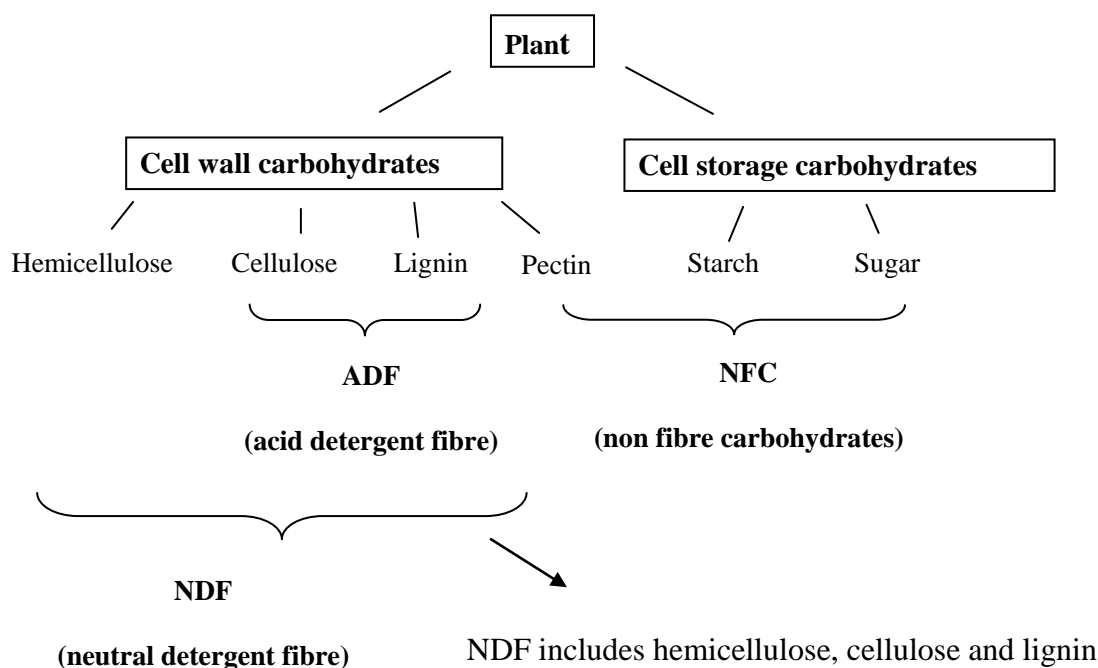 Plant
Cell wall carbohydrates
Cell storage carbohydrates
Hemicellulose
Cellulose
Lignin
Pectin
Starch
Sugar
ADF
(acid detergent fibre)
NFC
(non fibre carbohydrates)
NDF
(neutral detergent fibre)
NDF includes hemicellulose, cellulose and lignin